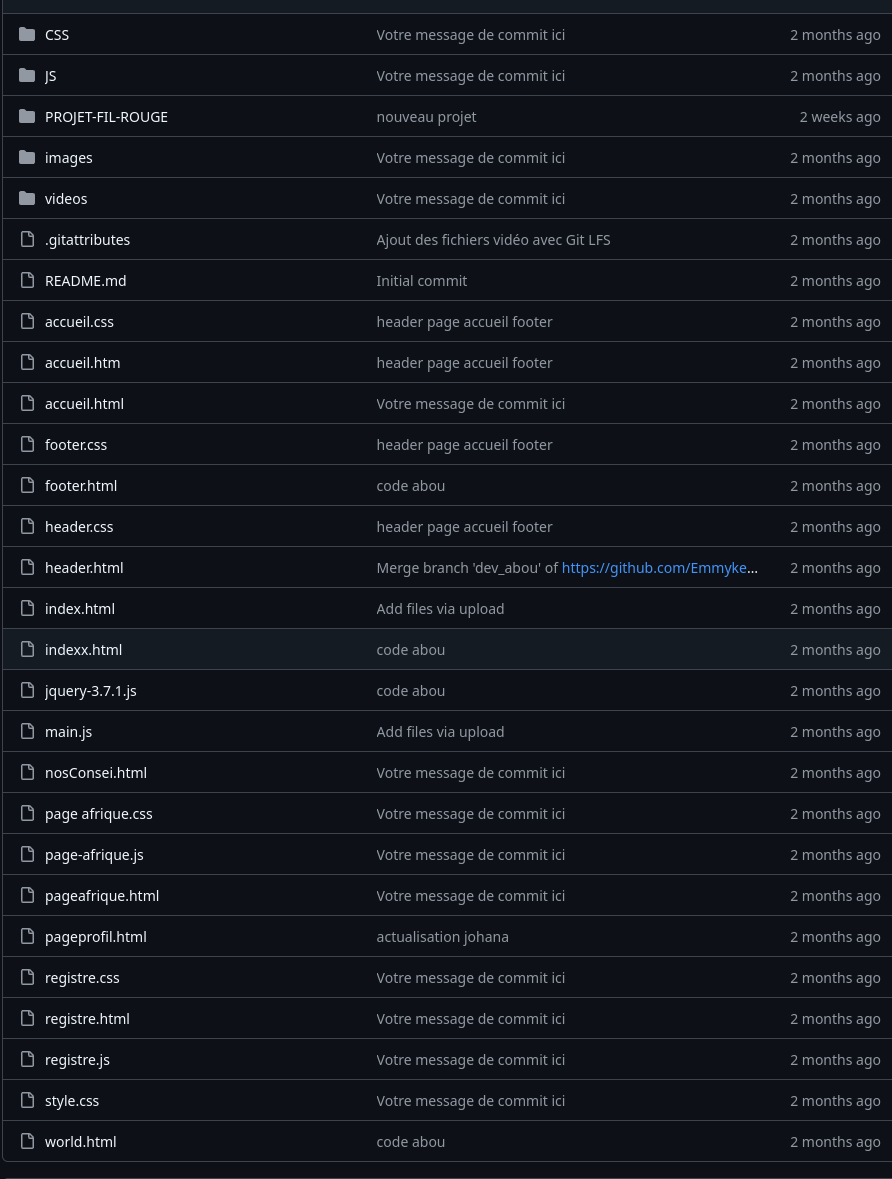 CSS Votre message de commit ici 2 months ago
JS Votre message de commit ici 2 months ago
PROJET-FIL-ROUGE nouveau projet 2 weeks ago
images Votre message de commit ici 2 months ago
videos Votre message de commit ici 2 months ago
.gitattributes Ajout des fichiers vidéo avec Git LFS 2 months ago
README.md Initial commit 2 months ago
accueil.css header page accueil footer 2 months ago
accueil.htm header page accueil footer 2 months ago
accueil.html Votre message de commit ici 2 months ago
footer.css header page accueil footer 2 months ago
footer.html code abou 2 months ago
header.css header page accueil footer 2 months ago
header.html Merge branch 'dev_abou' of https://github.com/Emmyke... 2 months ago
index.html Add files via upload 2 months ago
indexx.html code abou 2 months ago
jquery-3.7.1.js code abou 2 months ago
main.js Add files via upload 2 months ago
nosConsei.html Votre message de commit ici 2 months ago
page afrique.css Votre message de commit ici 2 months ago
page-afrique.js Votre message de commit ici 2 months ago
pageafrique.html Votre message de commit ici 2 months ago
pageprofil.html actualisation johana 2 months ago
registre.css Votre message de commit ici 2 months ago
registre.html Votre message de commit ici 2 months ago
registre.js Votre message de commit ici 2 months ago
style.css Votre message de commit ici 2 months ago
world.html code abou 2 months ago